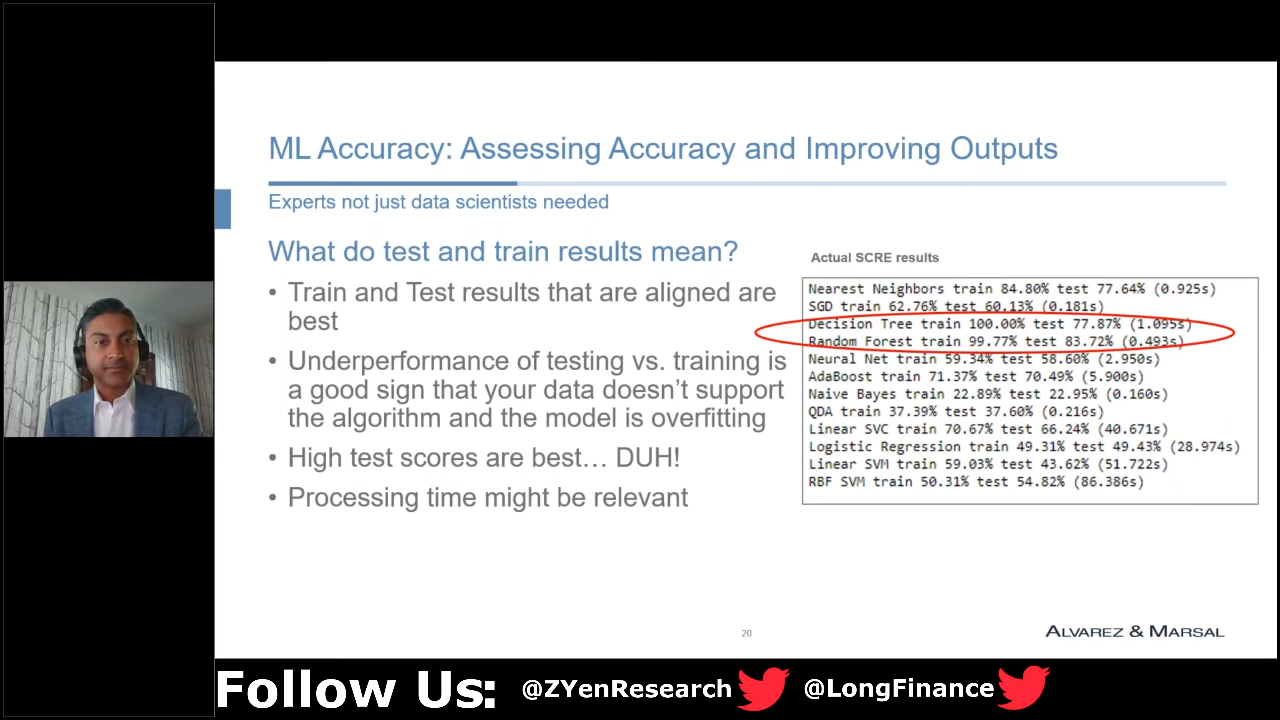 ML Accuracy: Assessing Accuracy and Improving Outputs
Experts not just data scientists needed
What do test and train results mean?
• Train and Test results that are aligned are
best
• Underperformance of testing vs. training is
a good sign that your data doesn’t support
the algorithm and the model is overfitting
• High test scores are best… DUH!
• Processing time might be relevant
Actual SCRE results
Nearest Neighbors train 84.80% test 77.64% (0.925s)
SGD train 62.76% test 60.13% (0.181s)
Decision Tree train 100.00% test 77.87% (1.095s)
Random Forest train 99.77% test 83.72% (0.493s)
Neural Net train 59.34% test 58.60% (2.950s)
AdaBoost train 71.37% test 70.49% (5.900s)
Naive Bayes train 22.89% test 22.95% (0.160s)
QDA train 37.39% test 37.60% (0.216s)
Linear SVC train 70.67% test 66.24% (40.671s)
Logistic Regression train 49.31% test 49.43% (28.974s)
Linear SVM train 59.03% test 43.62% (51.722s)
RBF SVM train 50.31% test 54.82% (86.386s)
20
ALVAREZ & MARSAL
Follow Us: @ZYenResearch @LongFinance